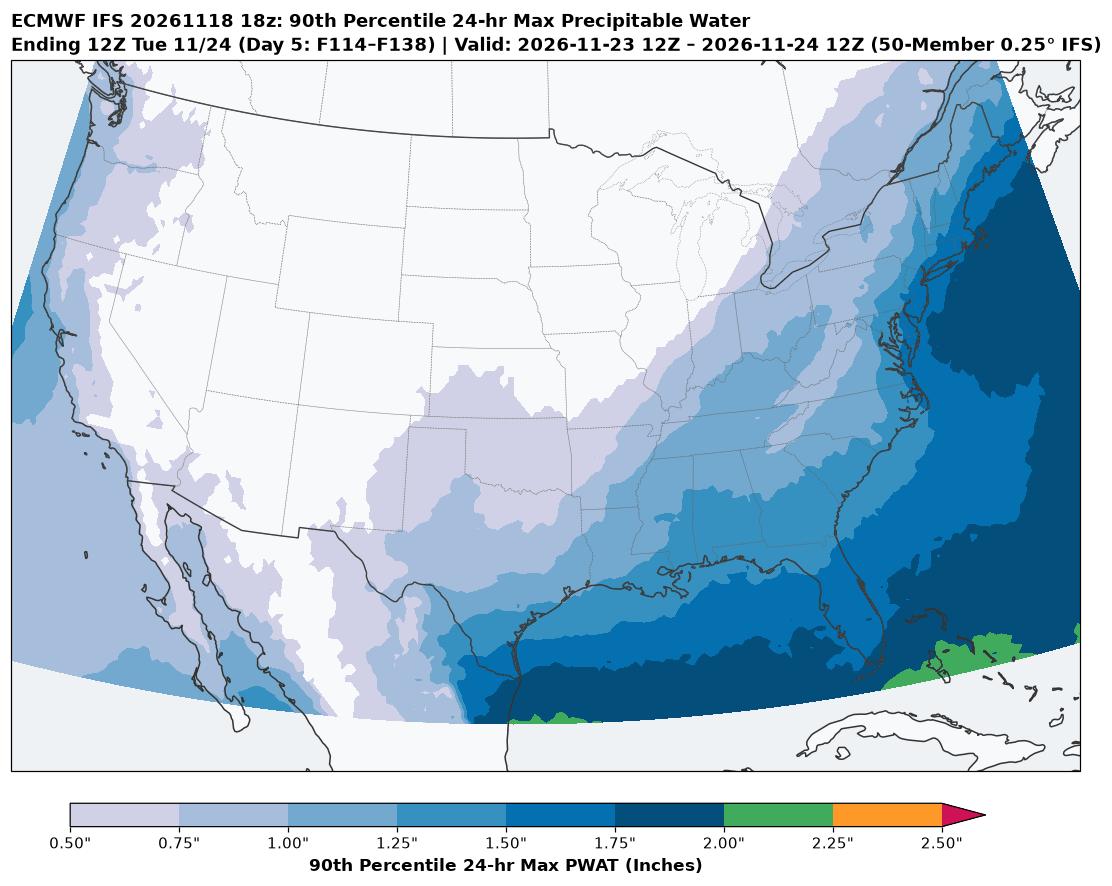 ECMWF IFS 20261118 18z: 90th Percentile 24-hr Max Precipitable Water
Ending 12Z Tue 11/24 (Day 5: F114–F138) | Valid: 2026-11-23 12Z – 2026-11-24 12Z (50-Member 0.25° IFS)
0.50" 0.75" 1.00" 1.25" 1.50" 1.75" 2.00" 2.25" 2.50"
90th Percentile 24-hr Max PWAT (Inches)